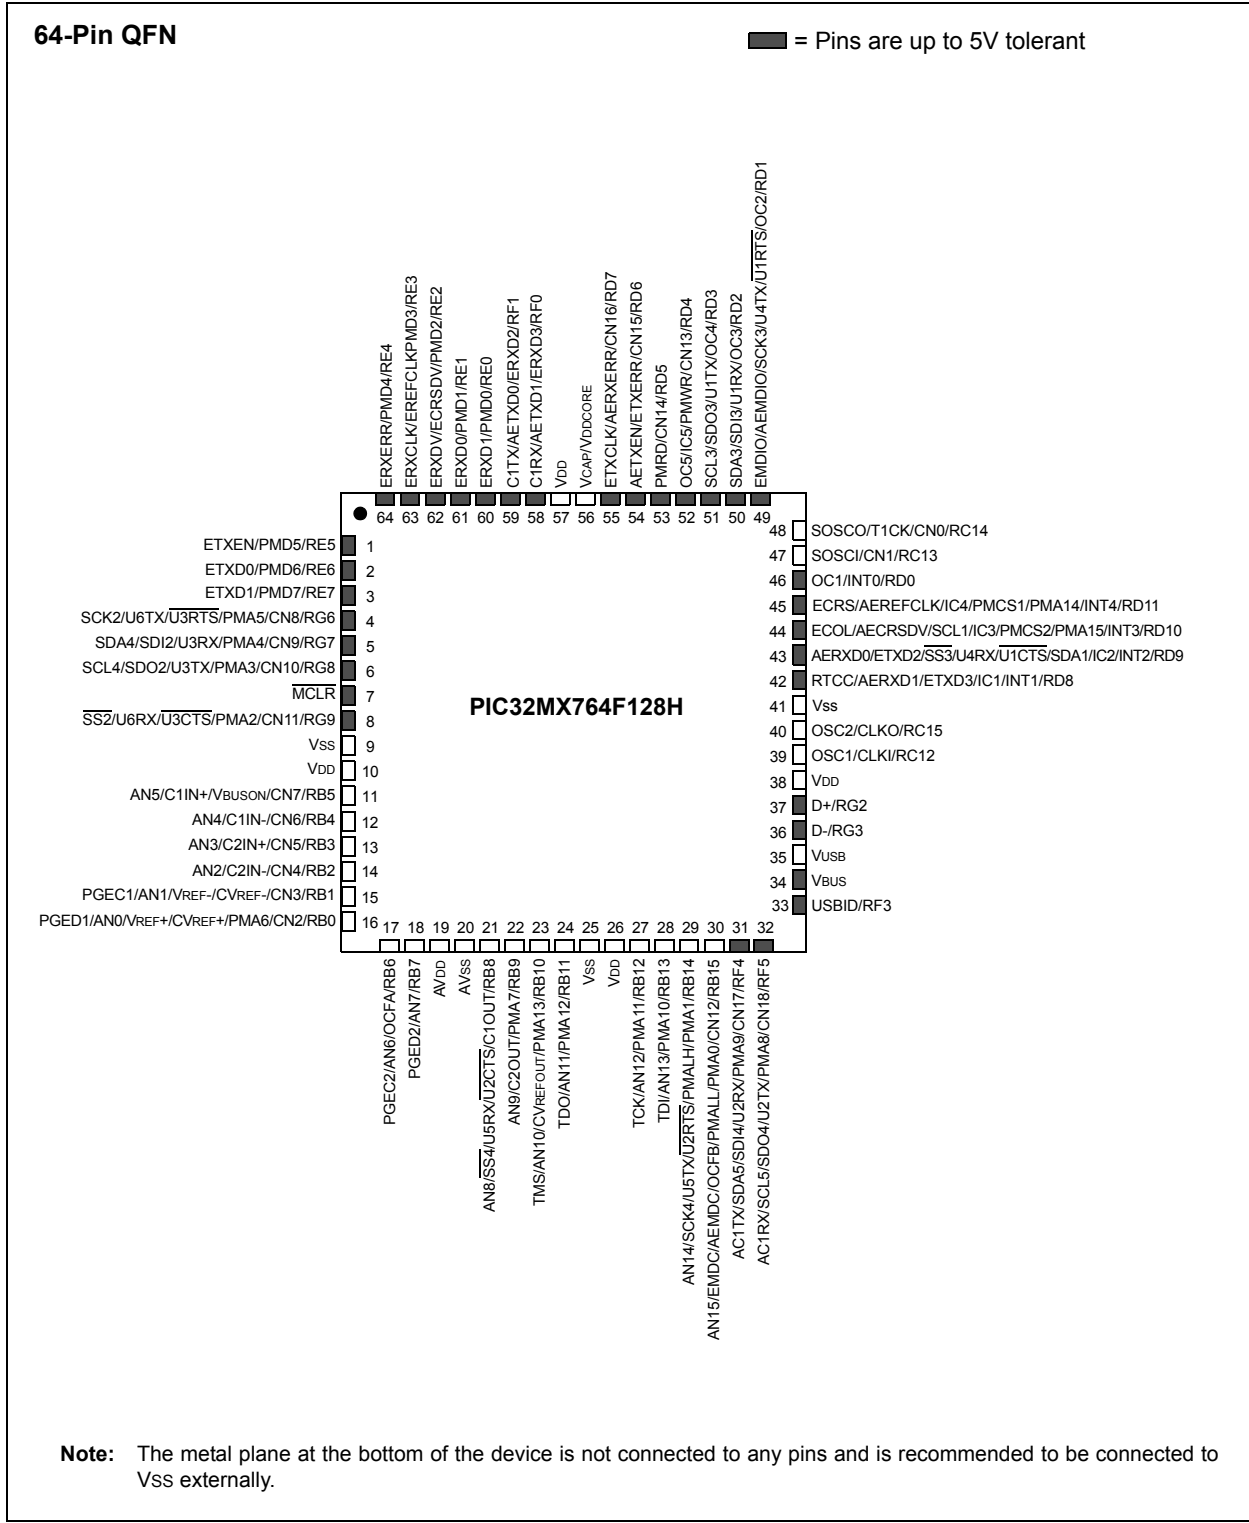 64-Pin QFN
= Pins are up to 5V tolerant
ERXERR/PMD4/RE4
ERXCLK/EREFCLKPMD3/RE3
ERXDV/ECRSDV/PMD2/RE2
ERXD0/PMD1/RE1
ERXD1/PMD0/RE0
C1TX/AETXD0/ERXD2/RF1
C1RX/AETXD1/ERXD3/RF0
VDD
VCAP/VDDCORE
ETXCLK/AERXERR/CN16/RD7
AETXEN/ETXERR/CN15/RD6
PMRD/CN14/RD5
OC5/IC5/PMWR/CN13/RD4
SCL3/SDO3/U1TX/OC4/RD3
SDA3/SDI3/U1RX/OC3/RD2
EMDIO/AEMDIO/SCK3/U4TX/U1RTS/OC2/RD1
64 63 62 61 60 59 58 57 56 55 54 53 52 51 50 49
ETXEN/PMD5/RE5 1
ETXD0/PMD6/RE6 2
ETXD1/PMD7/RE7 3
SCK2/U6TX/U3RTS/PMA5/CN8/RG6 4
SDA4/SDI2/U3RX/PMA4/CN9/RG7 5
SCL4/SDO2/U3TX/PMA3/CN10/RG8 6
MCLR 7
SS2/U6RX/U3CTS/PMA2/CN11/RG9 8
VSS 9
VDD 10
AN5/C1IN+/VBUSON/CN7/RB5 11
AN4/C1IN-/CN6/RB4 12
AN3/C2IN+/CN5/RB3 13
AN2/C2IN-/CN4/RB2 14
PGEC1/AN1/VREF-/CVREF-/CN3/RB1 15
PGED1/AN0/VREF+/CVREF+/PMA6/CN2/RB0 16
PIC32MX764F128H
48 SOSCO/T1CK/CN0/RC14
47 SOSCI/CN1/RC13
46 OC1/INT0/RD0
45 ECRS/AEREFCLK/IC4/PMCS1/PMA14/INT4/RD11
44 ECOL/AECRSDV/SCL1/IC3/PMCS2/PMA15/INT3/RD10
43 AERXD0/ETXD2/SS3/U4RX/U1CTS/SDA1/IC2/INT2/RD9
42 RTCC/AERXD1/ETXD3/IC1/INT1/RD8
41 Vss
40 OSC2/CLKO/RC15
39 OSC1/CLKI/RC12
38 VDD
37 D+/RG2
36 D-/RG3
35 VUSB
34 VBUS
33 USBID/RF3
17 18 19 20 21 22 23 24 25 26 27 28 29 30 31 32
PGEC2/AN6/OCFA/RB6
PGED2/AN7/RB7
AVDD
AVSS
AN8/SS4/U5RX/U2CTS/C1OUT/RB8
AN9/C2OUT/PMA7/RB9
TMS/AN10/CVREFOUT/PMA13/RB10
TDO/AN11/PMA12/RB11
VSS
VDD
TCK/AN12/PMA11/RB12
TDI/AN13/PMA10/RB13
AN14/SCK4/U5TX/U2RTS/PMALH/PMA1/RB14
AN15/EMDC/AEMDC/OCFB/PMALL/PMA0/CN12/RB15
AC1TX/SDA5/SDI4/U2RX/PMA9/CN17/RF4
AC1RX/SCL5/SDO4/U2TX/PMA8/CN18/RF5
Note: The metal plane at the bottom of the device is not connected to any pins and is recommended to be connected to
VSS externally.